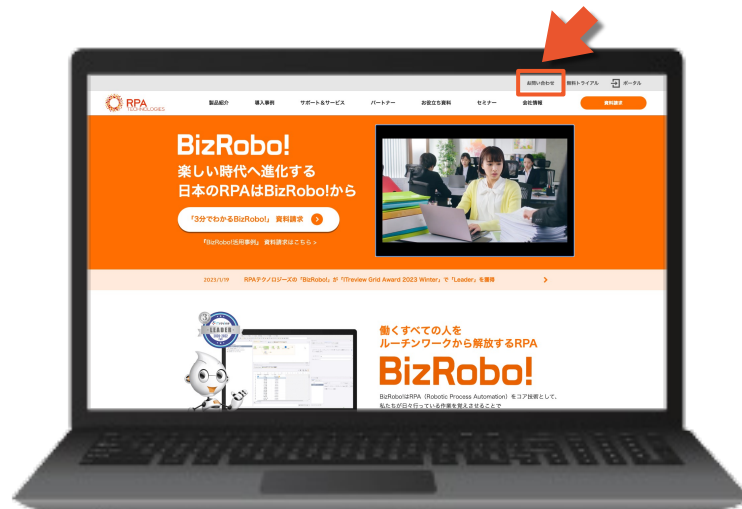 お問い合わせ 無料トライアル ポータル
RPA
TECHNOLOGIES
製品紹介 導入事例 サポート&サービス パートナー お役立ち資料 セミナー 会社情報 資料請求
BizRobo!
楽しい時代へ進化する
日本のRPAはBizRobo!から
「3分でわかるBizRobo!」 資料請求
「BizRobo!活用事例」 資料請求はこちら >
2023/1/19 RPAテクノロジーズの「BizRobo!」が「ITreview Grid Award 2023 Winter」で「Leader」を獲得
LEADER
働くすべての人を
ルーチンワークから解放するRPA
BizRobo!
BizRobo!はRPA（Robotic Process Automation）をコア技術として、
私たちが日々行っている作業を覚えさせることで